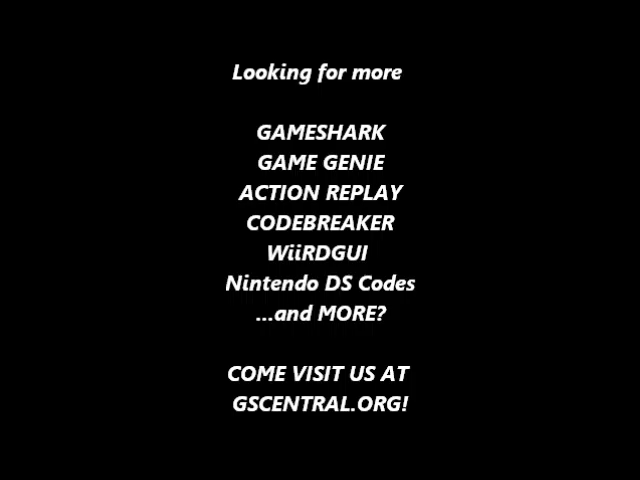 Looking for more
GAMESHARK
GAME GENIE
ACTION REPLAY
CODEBREAKER
WiiRDGUI
Nintendo DS Codes
...and MORE?
COME VISIT US AT
GSCENTRAL.ORG!